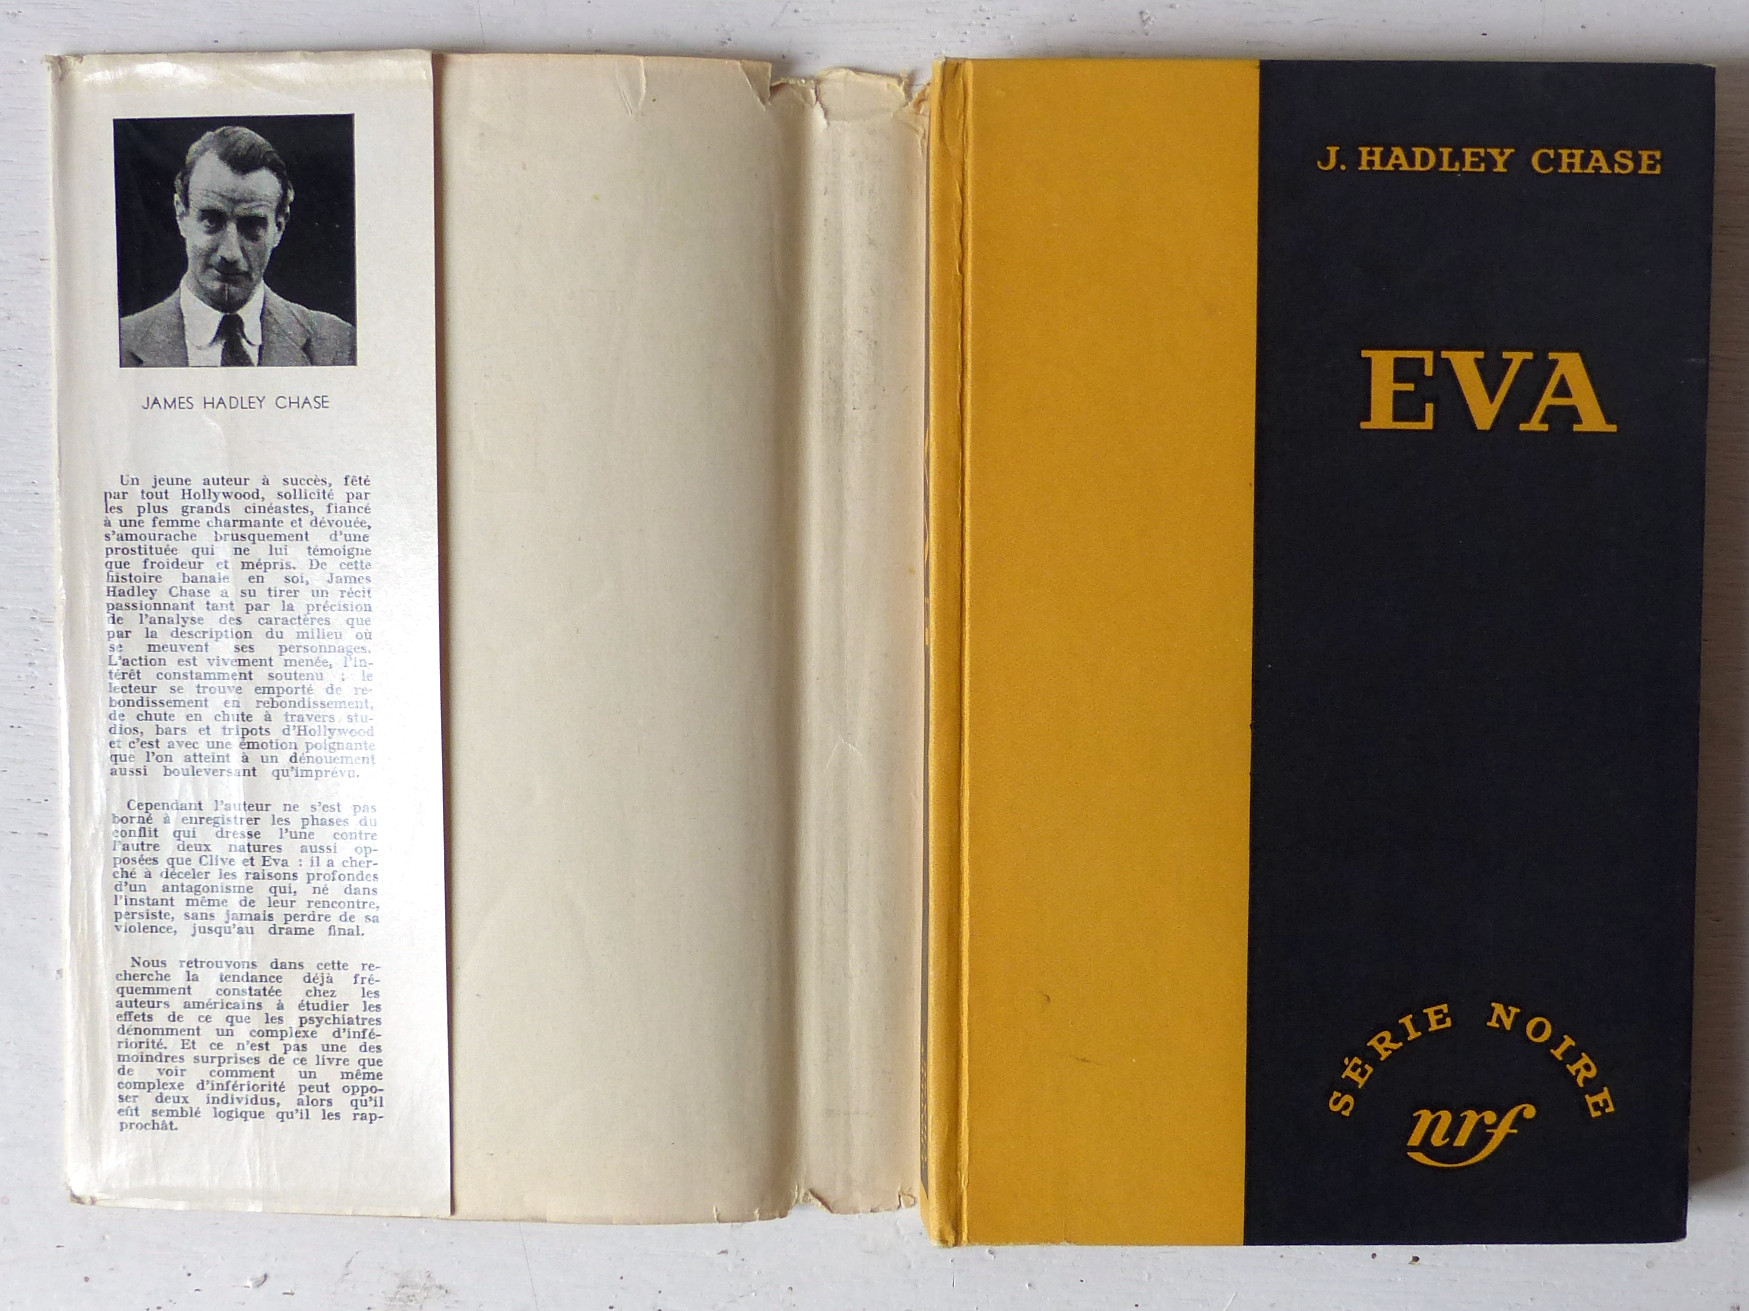 JAMES HADLEY CHASE
Un jeune auteur à succès, fêté
par tout Hollywood, sollicité par
les plus grands cinéastes, fiancé
à une femme charmante et dévouée,
s'amourache brusquement d'une
prostituée qui ne lui témoigne
que froideur et mépris. De cette
histoire banale en soi, James
Hadley Chase a su tirer un récit
passionnant tant par la précision
de l'analyse des caractères que
par la description du milieu où
se meuvent ses personnages.
L'action est vivement menée, l'in-
térêt constamment soutenu : le
lecteur se trouve emporté de re-
bondissement en rebondissement,
de chute en chute à travers stu-
dios, bars et tripots d'Hollywood
et c'est avec une émotion poignante
que l'on atteint à un dénouement
aussi bouleversant qu'imprévu.
Cependant l'auteur ne s'est pas
borné à enregistrer les phases du
conflit qui dresse l'une contre
l'autre deux natures aussi op-
posées que Clive et Eva : il a cher-
ché à déceler les raisons profondes
d'un antagonisme qui, né dans
l'instant même de leur rencontre,
persiste, sans jamais perdre de sa
violence, jusqu'au drame final.
Nous retrouvons dans cette re-
cherche la tendance déjà fré-
quemment constatée chez les
auteurs américains à étudier les
effets de ce que les psychiatres
dénomment un complexe d'infé-
riorité. Et ce n'est pas une des
moindres surprises de ce livre que
de voir comment un même
complexe d'infériorité peut oppo-
ser deux individus, alors qu'il
eût semblé logique qu'il les rap-
prochât.
J. HADLEY CHASE
EVA
SÉRIE NOIRE
nrf